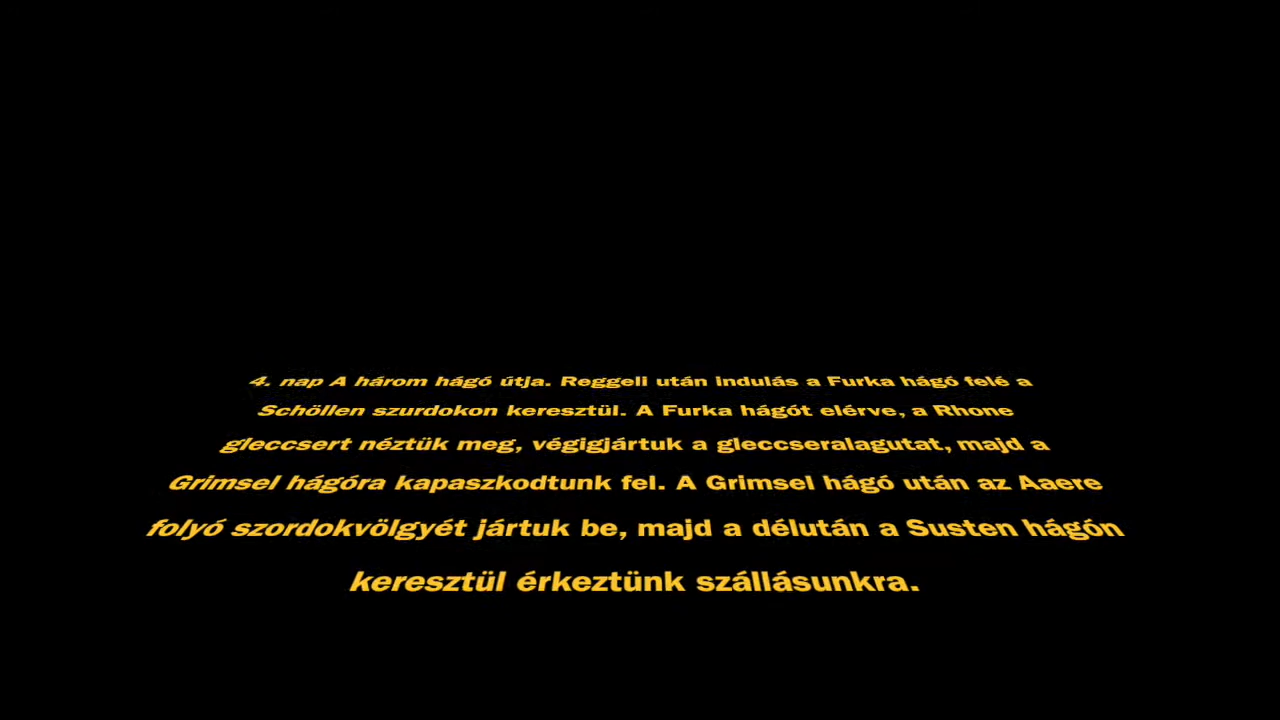 4. nap A három hágó útja. Reggeli után indulás a Furka hágó felé a
Schöllen szurdokon keresztül. A Furka hágót elérve, a Rhone
gleccsert néztük meg, végigjártuk a gleccseralagutat, majd a
Grimsel hágóra kapaszkodtunk fel. A Grimsel hágó után az Aaere
folyó szordokvölgyét jártuk be, majd a délután a Susten hágón
keresztül érkeztünk szállásunkra.